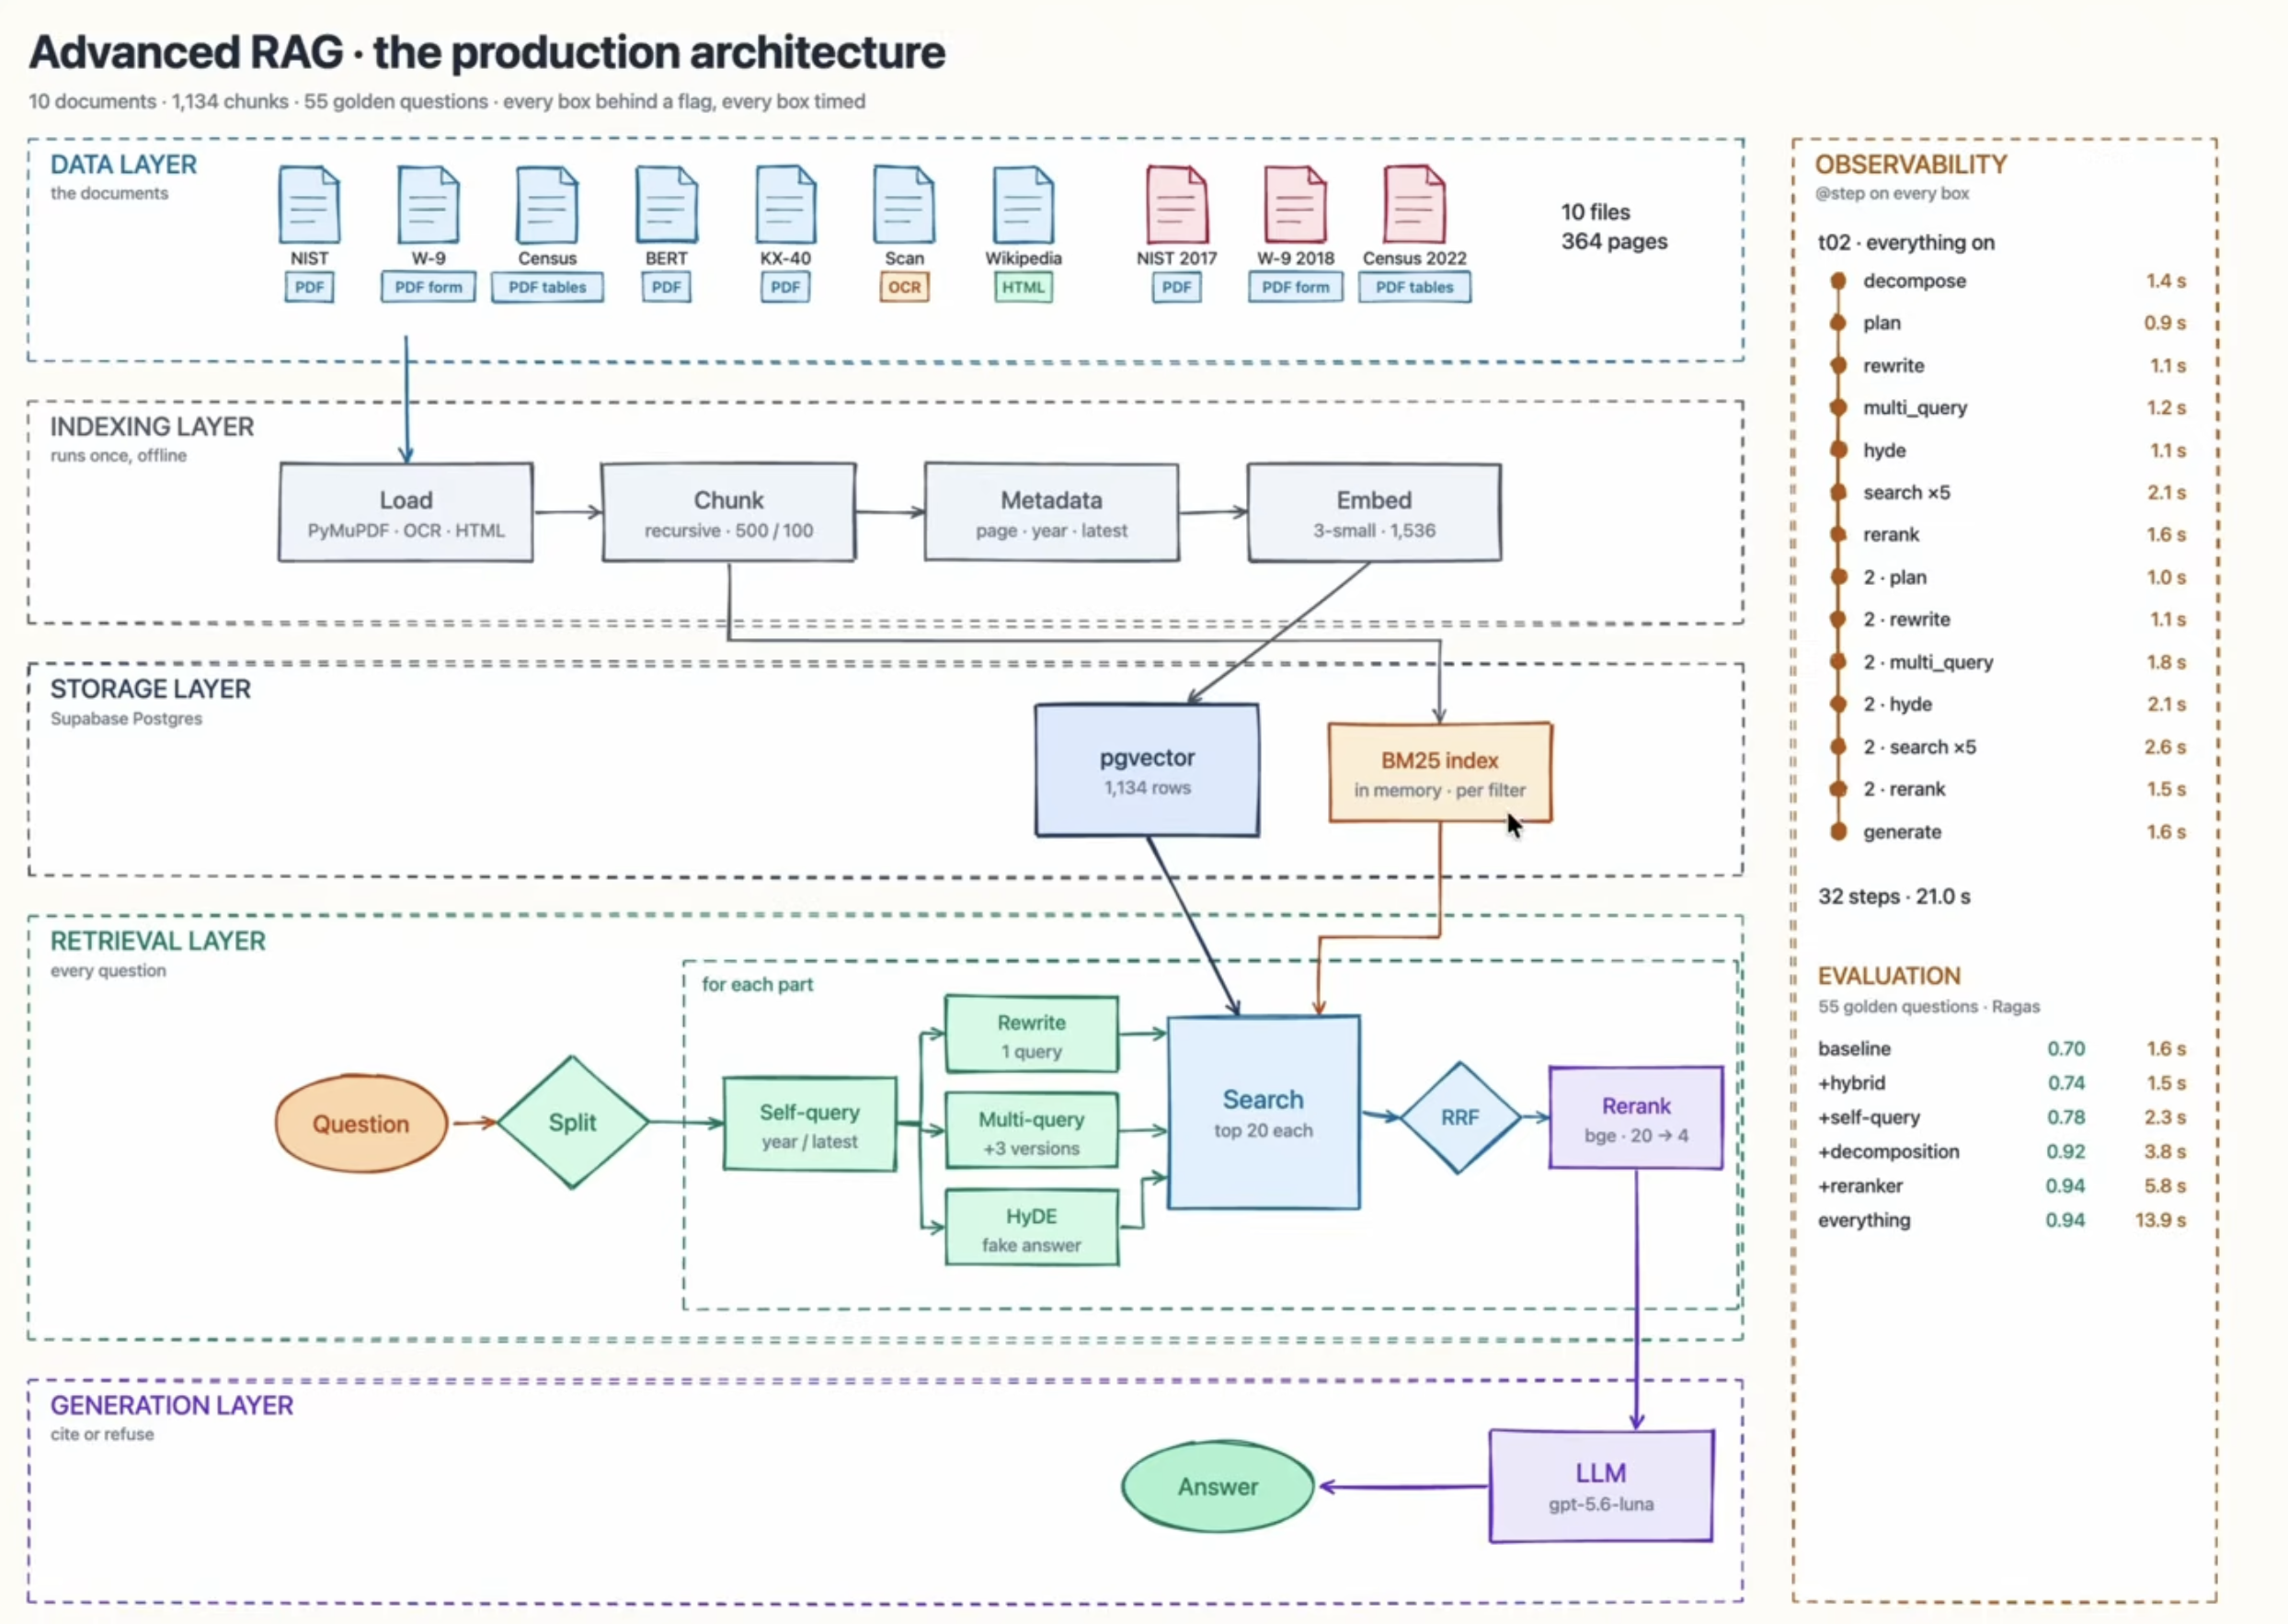 Advanced RAG · the production architecture
10 documents · 1,134 chunks · 55 golden questions · every box behind a flag, every box timed
DATA LAYER
the documents
NIST
PDF
W-9
PDF form
Census
PDF tables
BERT
PDF
KX-40
PDF
Scan
OCR
Wikipedia
HTML
NIST 2017
PDF
W-9 2018
PDF form
Census 2022
PDF tables
10 files
364 pages
INDEXING LAYER
runs once, offline
Load
PyMuPDF · OCR · HTML
Chunk
recursive · 500 / 100
Metadata
page · year · latest
Embed
3-small · 1,536
STORAGE LAYER
Supabase Postgres
pgvector
1,134 rows
BM25 index
in memory · per filter
RETRIEVAL LAYER
every question
for each part
Question
Split
Self-query
year / latest
Rewrite
1 query
Multi-query
+3 versions
HyDE
fake answer
Search
top 20 each
RRF
Rerank
bge · 20 → 4
GENERATION LAYER
cite or refuse
Answer
LLM
gpt-5.6-luna
OBSERVABILITY
@step on every box
t02 · everything on
decompose 1.4 s
plan 0.9 s
rewrite 1.1 s
multi_query 1.2 s
hyde 1.1 s
search ×5 2.1 s
rerank 1.6 s
2 · plan 1.0 s
2 · rewrite 1.1 s
2 · multi_query 1.8 s
2 · hyde 2.1 s
2 · search ×5 2.6 s
2 · rerank 1.5 s
generate 1.6 s
32 steps · 21.0 s
EVALUATION
55 golden questions · Ragas
baseline 0.70 1.6 s
+hybrid 0.74 1.5 s
+self-query 0.78 2.3 s
+decomposition 0.92 3.8 s
+reranker 0.94 5.8 s
everything 0.94 13.9 s